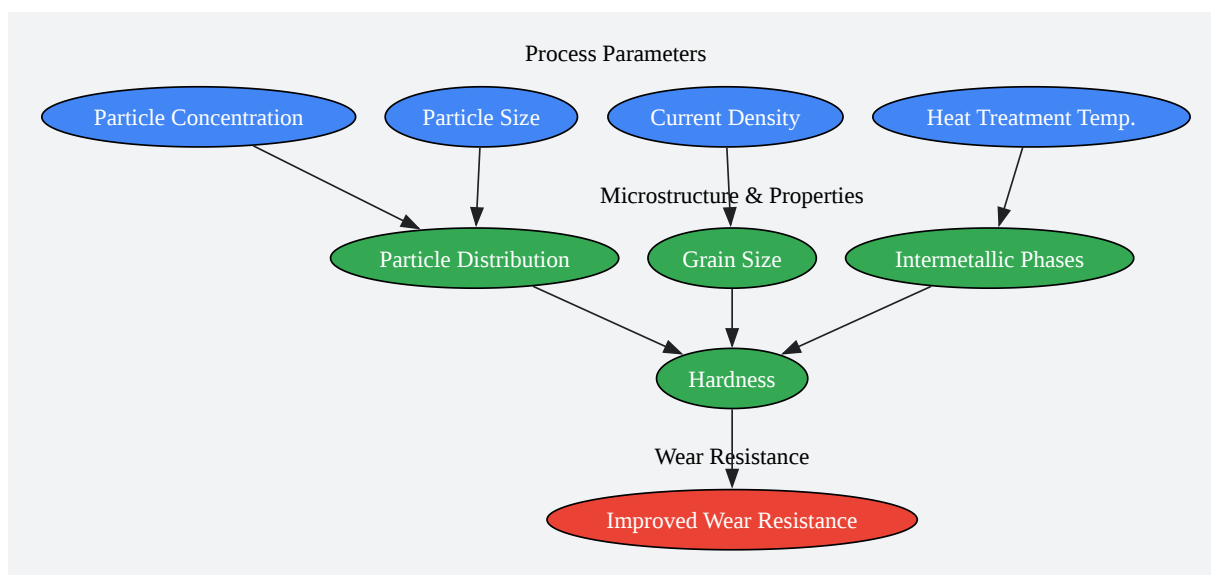 Process Parameters
Particle Concentration
Particle Size
Current Density
Heat Treatment Temp.
Microstructure & Properties
Particle Distribution
Grain Size
Intermetallic Phases
Hardness
Wear Resistance
Improved Wear Resistance